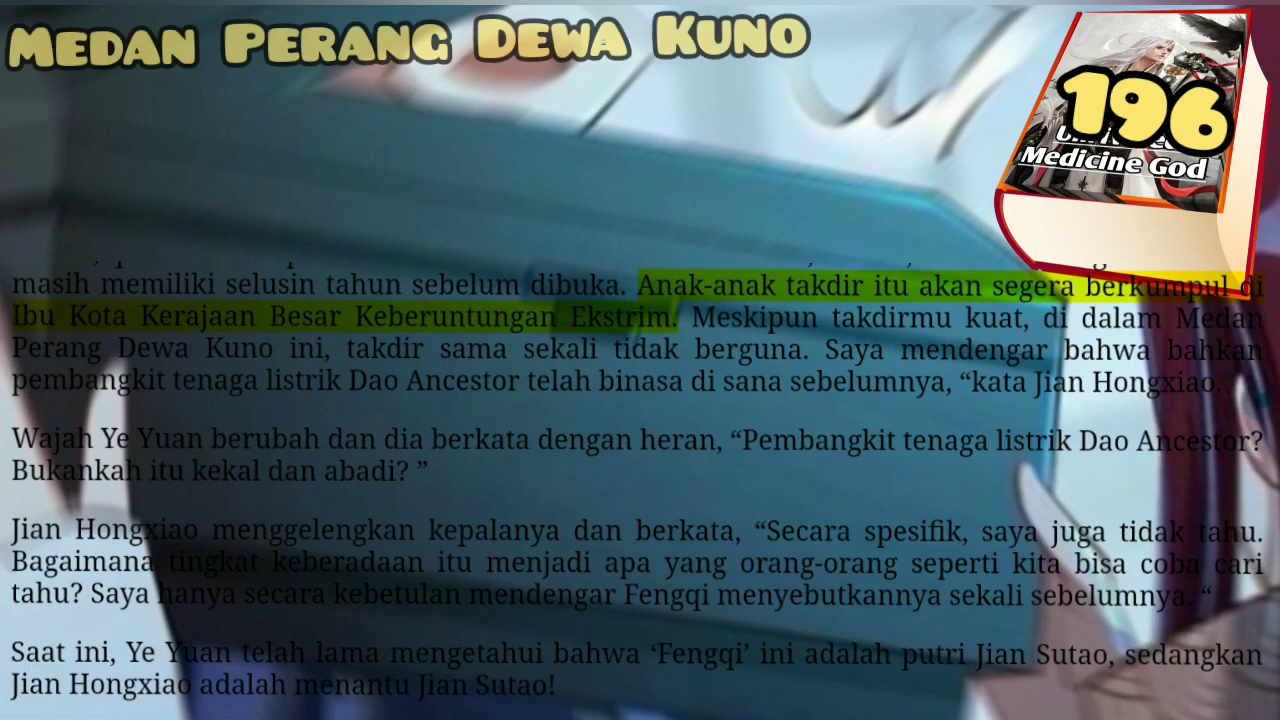 Medan Perang Dewa Kuno
196
Medicine God
masih memiliki selusin tahun sebelum dibuka. Anak-anak takdir itu akan segera berkumpul di
Ibu Kota Kerajaan Besar Keberuntungan Ekstrim. Meskipun takdirmu kuat, di dalam Medan
Perang Dewa Kuno ini, takdir sama sekali tidak berguna. Saya mendengar bahwa bahkan
pembangkit tenaga listrik Dao Ancestor telah binasa di sana sebelumnya, “kata Jian Hongxiao.
Wajah Ye Yuan berubah dan dia berkata dengan heran, “Pembangkit tenaga listrik Dao Ancestor?
Bukankah itu kekal dan abadi? ”
Jian Hongxiao menggelengkan kepalanya dan berkata, “Secara spesifik, saya juga tidak tahu.
Bagaimana tingkat keberadaan itu menjadi apa yang orang-orang seperti kita bisa coba cari
tahu? Saya hanya secara kebetulan mendengar Fengqi menyebutkannya sekali sebelumnya. “
Saat ini, Ye Yuan telah lama mengetahui bahwa ‘Fengqi’ ini adalah putri Jian Sutao, sedangkan
Jian Hongxiao adalah menantu Jian Sutao!